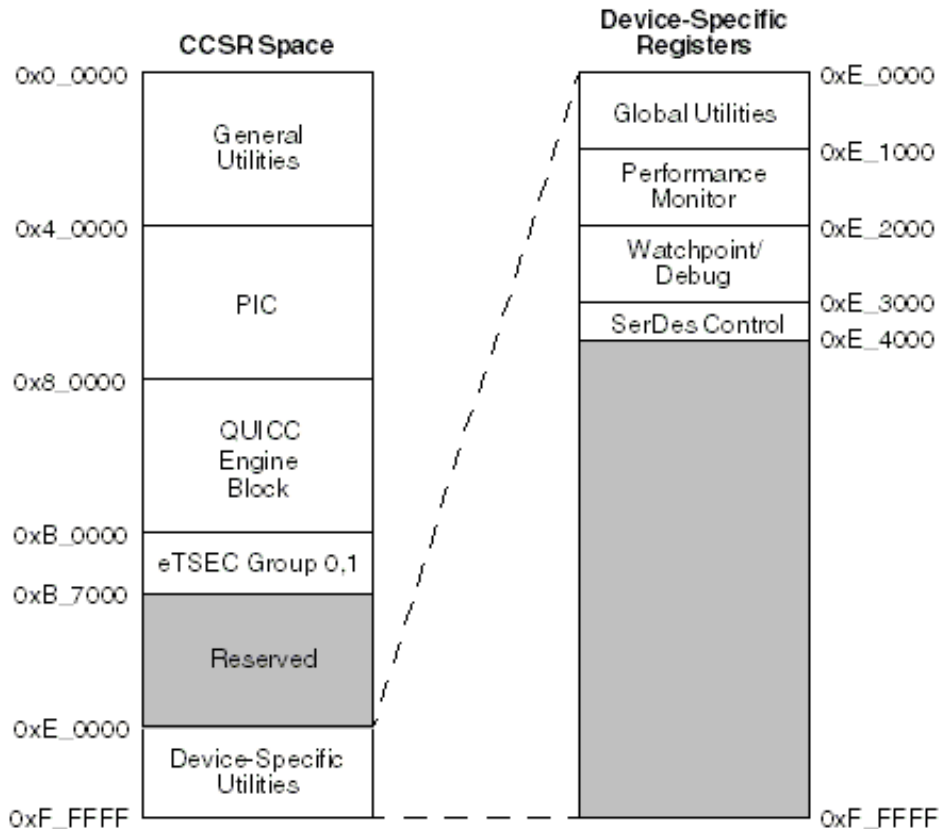 CCSR Space
0x0_0000
General
Utilities
0x4_0000
PIC
0x8_0000
QUICC
Engine
Block
0xB_0000
eTSEC Group 0,1
0xB_7000
Reserved
0xE_0000
Device-Specific
Utilities
0xF_FFFF
Device-Specific
Registers
0xE_0000
Global Utilities
0xE_1000
Performance
Monitor
0xE_2000
Watchpoint/
Debug
0xE_3000
SerDes Control
0xE_4000
0xF_FFFF